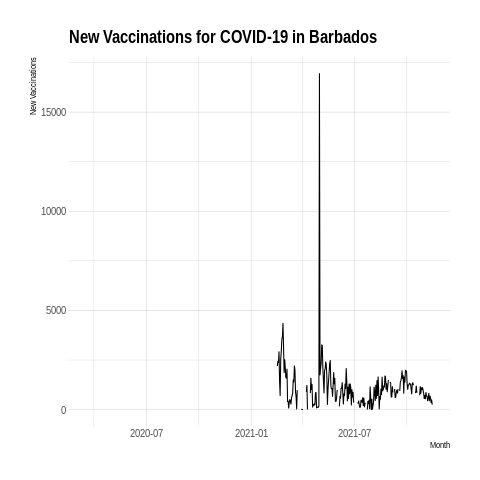 New Vaccinations for COVID-19 in Barbados
New Vaccinations
15000
10000
5000
0
2020-07
2021-01
2021-07
Month